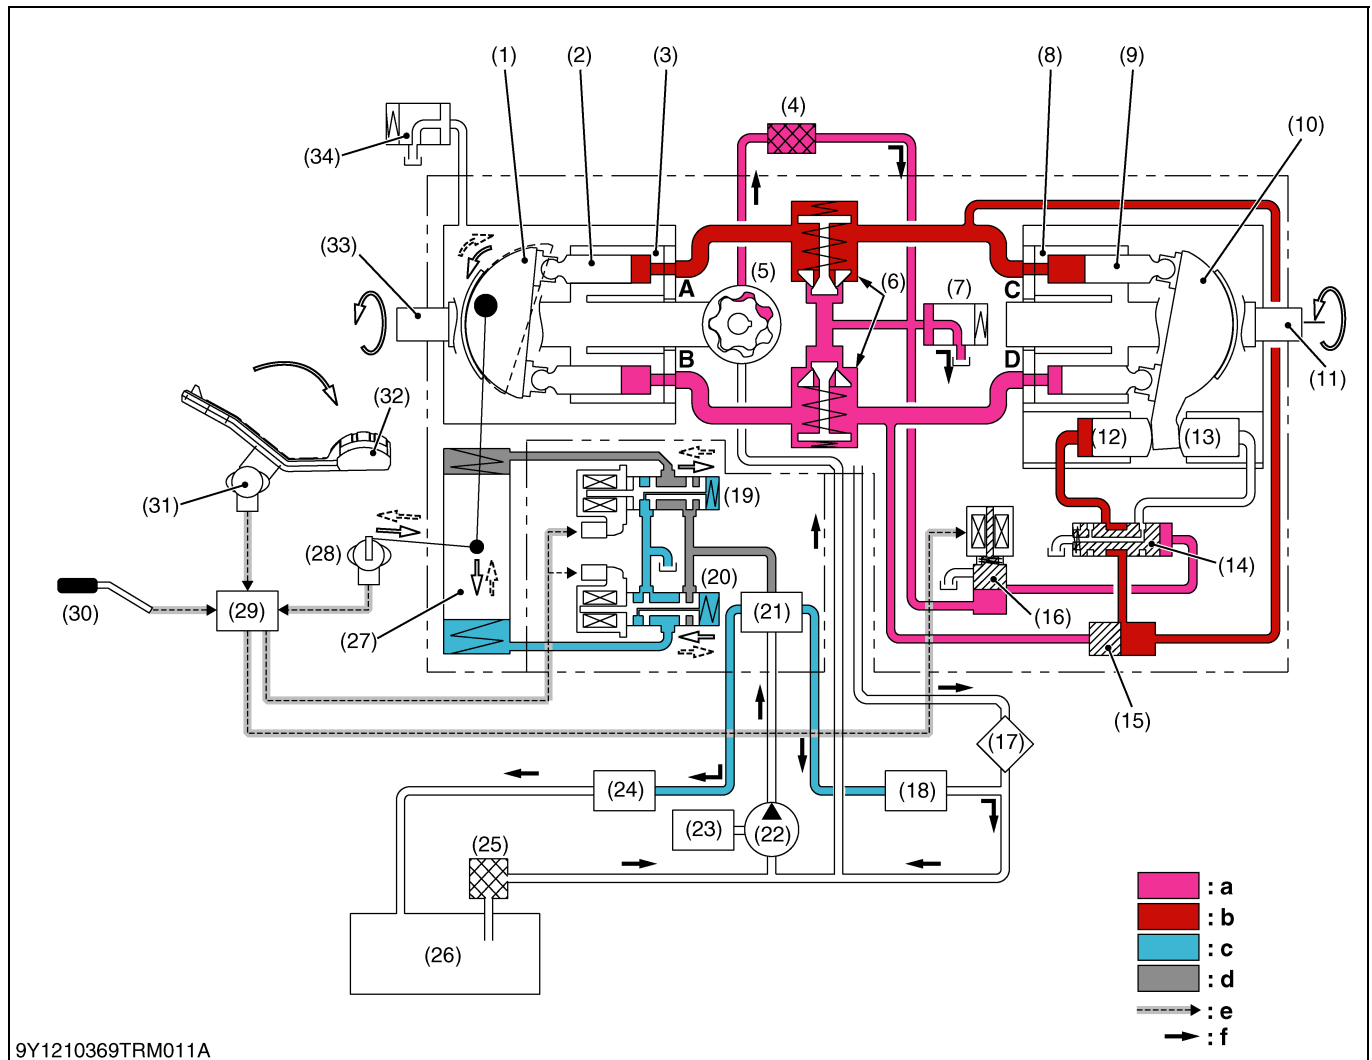 (1) (2) (3) (8) (9)
(4)
(10)
(34)
(33)
(5) (6) (7)
A C
B D
(11)
(32)
(12) (13)
(31)
(19)
(28)
(14)
(20)
(30) (29) (27) (21) (16)
(15)
(17)
(24) (18)
(23) (22)
(25)
(26)
: a
: b
: c
: d
: e
: f
9Y1210369TRM011A